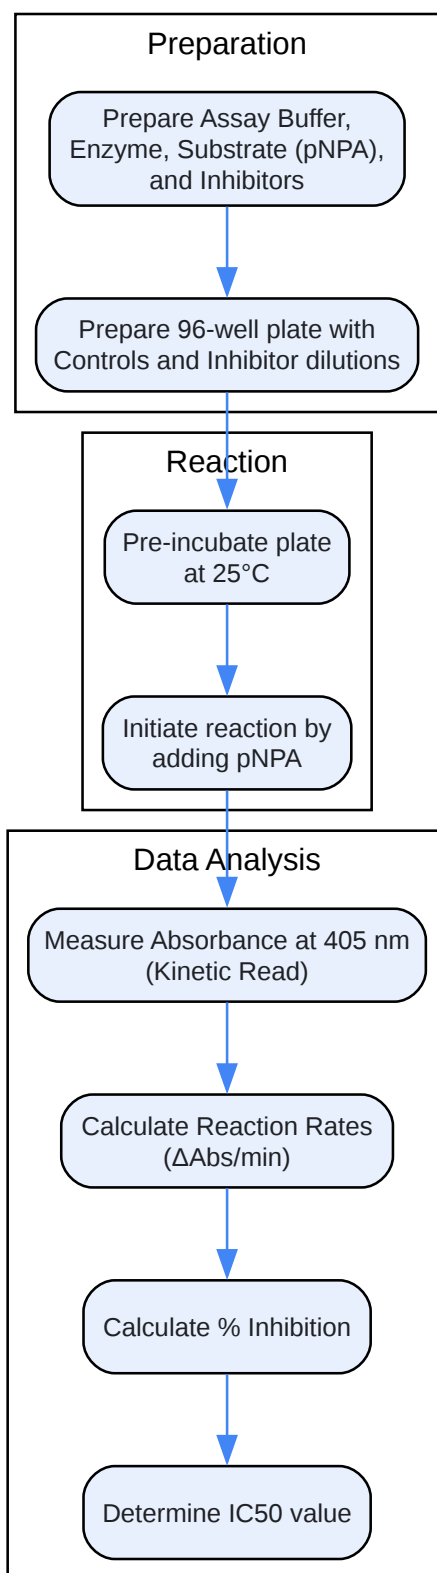 Preparation
Prepare Assay Buffer,
Enzyme, Substrate (pNPA),
and Inhibitors
Prepare 96-well plate with
Controls and Inhibitor dilutions
Reaction
Pre-incubate plate
at 25°C
Initiate reaction by
adding pNPA
Data Analysis
Measure Absorbance at 405 nm
(Kinetic Read)
Calculate Reaction Rates
(ΔAbs/min)
Calculate % Inhibition
Determine IC50 value